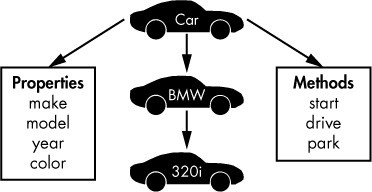 Car
Properties
make
model
year
color
BMW
320i
Methods
start
drive
park